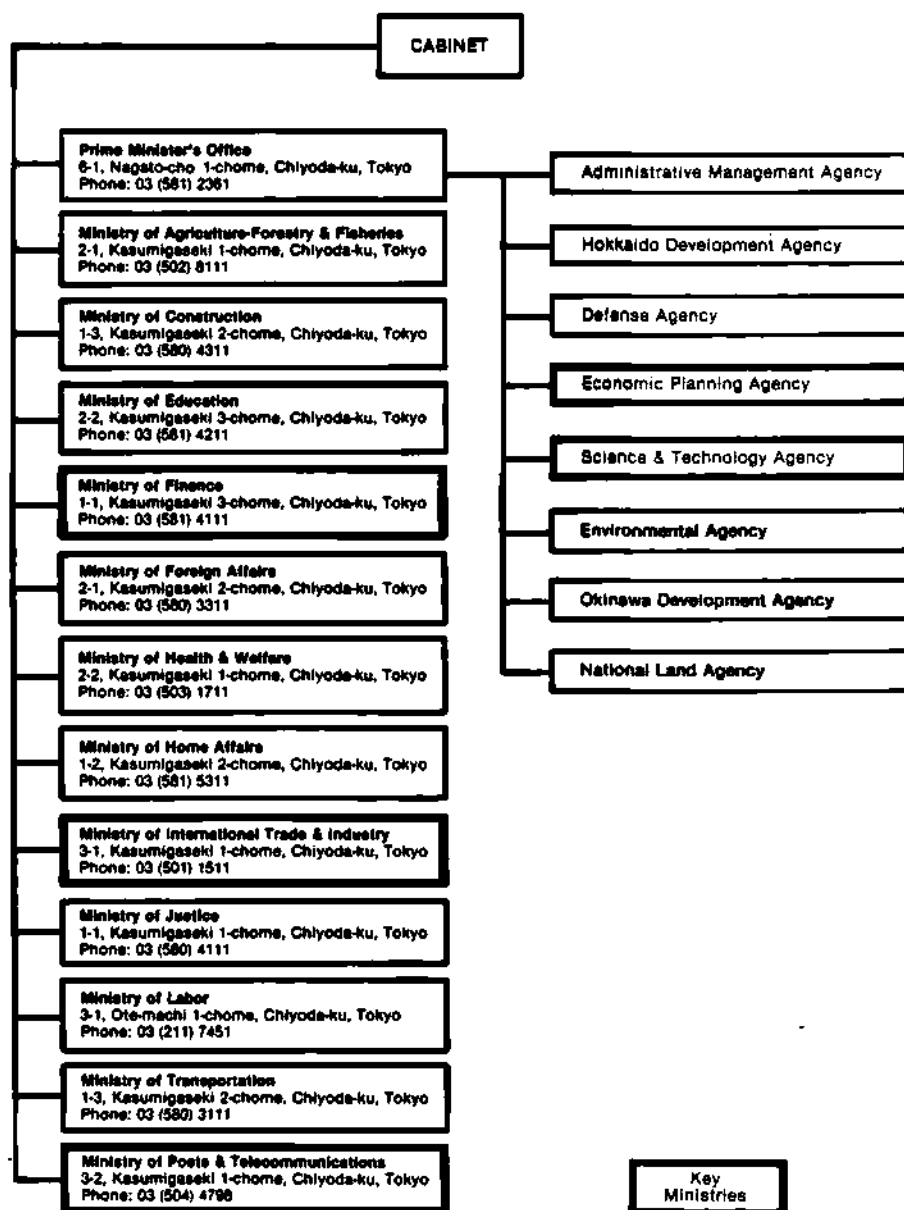 CABINET
Prime Minister's Office
6-1, Nagato-cho 1-chome, Chiyoda-ku, Tokyo
Phone: 03 (581) 2361
Ministry of Agriculture-Forestry & Fisheries
2-1, Kasumigaseki 1-chome, Chiyoda-ku, Tokyo
Phone: 03 (502) 8111
Ministry of Construction
1-3, Kasumigaseki 2-chome, Chiyoda-ku, Tokyo
Phone: 03 (580) 4311
Ministry of Education
2-2, Kasumigaseki 3-chome, Chiyoda-ku, Tokyo
Phone: 03 (581) 4211
Ministry of Finance
1-1, Kasumigaseki 3-chome, Chiyoda-ku, Tokyo
Phone: 03 (581) 4111
Ministry of Foreign Affairs
2-1, Kasumigaseki 2-chome, Chiyoda-ku, Tokyo
Phone: 03 (580) 3311
Ministry of Health & Welfare
2-2, Kasumigaseki 1-chome, Chiyoda-ku, Tokyo
Phone: 03 (503) 1711
Ministry of Home Affairs
1-2, Kasumigaseki 2-chome, Chiyoda-ku, Tokyo
Phone: 03 (581) 5311
Ministry of International Trade & Industry
3-1, Kasumigaseki 1-chome, Chiyoda-ku, Tokyo
Phone: 03 (501) 1511
Ministry of Justice
1-1, Kasumigaseki 1-chome, Chiyoda-ku, Tokyo
Phone: 03 (580) 4111
Ministry of Labor
3-1, Ote-machi 1-chome, Chiyoda-ku, Tokyo
Phone: 03 (211) 7451
Ministry of Transportation
1-3, Kasumigaseki 2-chome, Chiyoda-ku, Tokyo
Phone: 03 (580) 3111
Ministry of Posts & Telecommunications
3-2, Kasumigaseki 1-chome, Chiyoda-ku, Tokyo
Phone: 03 (504) 4798
Administrative Management Agency
Hokkaido Development Agency
Defense Agency
Economic Planning Agency
Science & Technology Agency
Environmental Agency
Okinawa Development Agency
National Land Agency
Key
Ministries